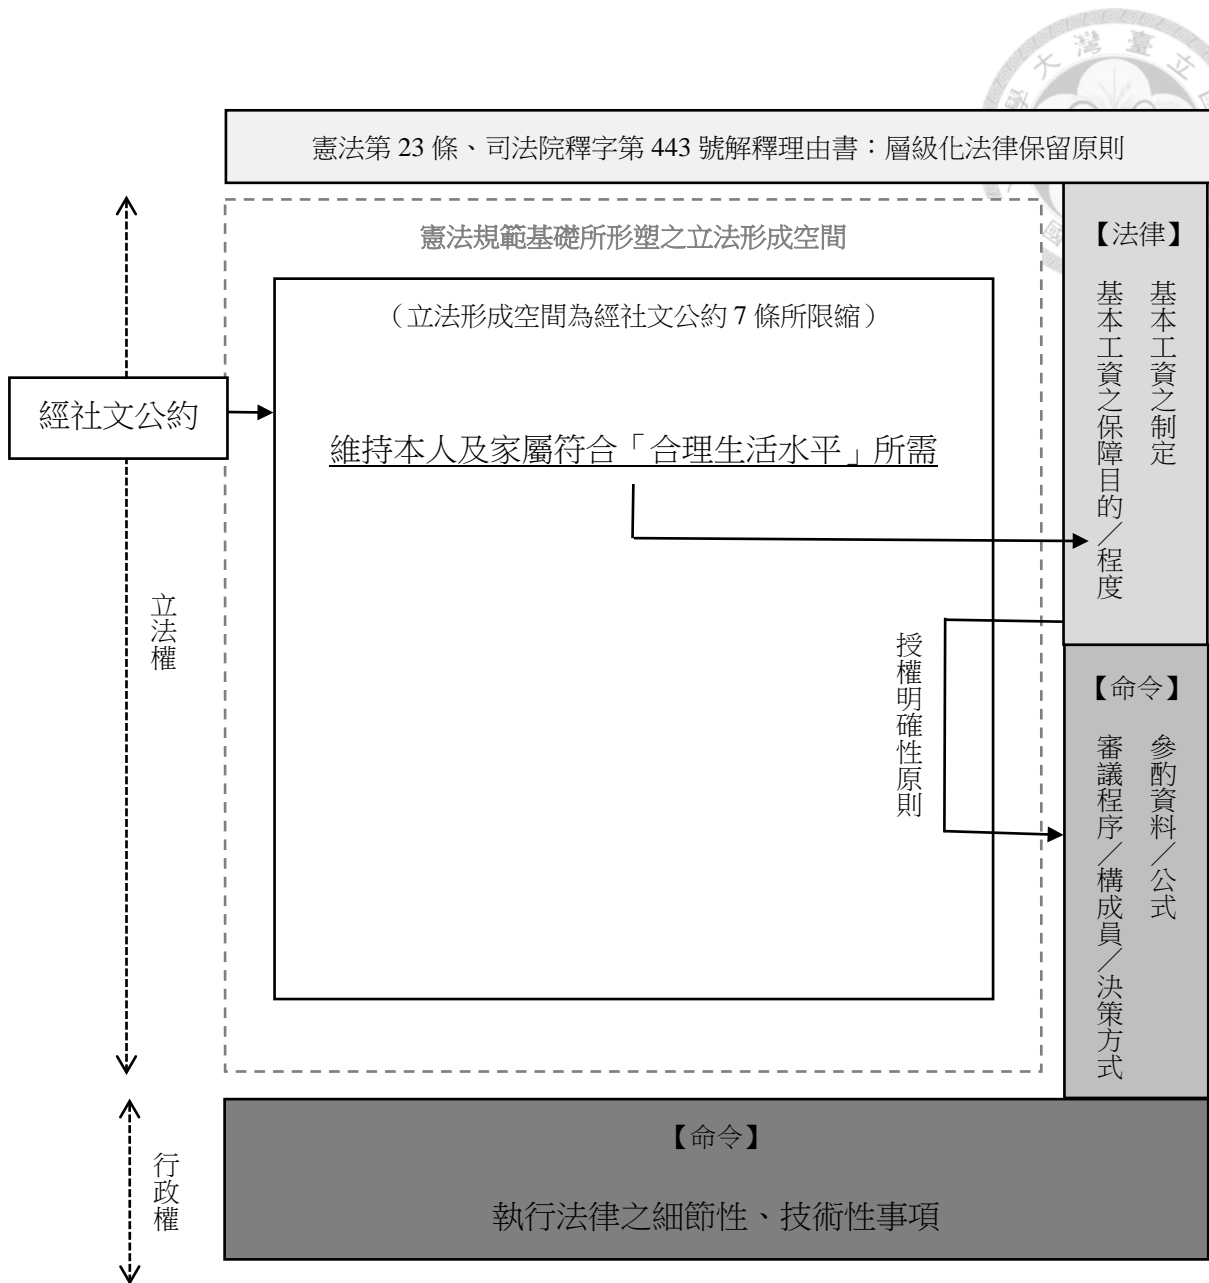 大灣臺立
學
國
憲法第 23 條、司法院釋字第 443 號解釋理由書：層級化法律保留原則
憲法規範基礎所形塑之立法形成空間
（立法形成空間為經社文公約 7 條所限縮）
經社文公約
維持本人及家屬符合「合理生活水平」所需
立法權
授權明確性原則
【法律】
基本工資之制定
基本工資之保障目的／程度
【命令】
參酌資料／公式
審議程序／構成員／決策方式
行政權
【命令】
執行法律之細節性、技術性事項